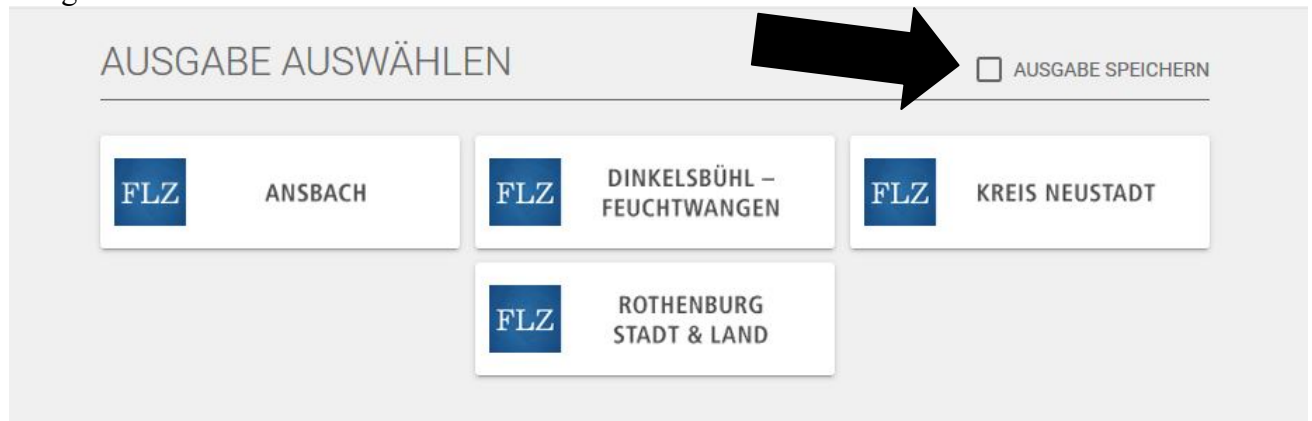 AUSGABE AUSWÄHLEN
AUSGABE SPEICHERN
FLZ ANSBACH
FLZ DINKELSBÜHL –
FEUCHTWANGEN
FLZ KREIS NEUSTADT
FLZ ROTHENBURG
STADT & LAND